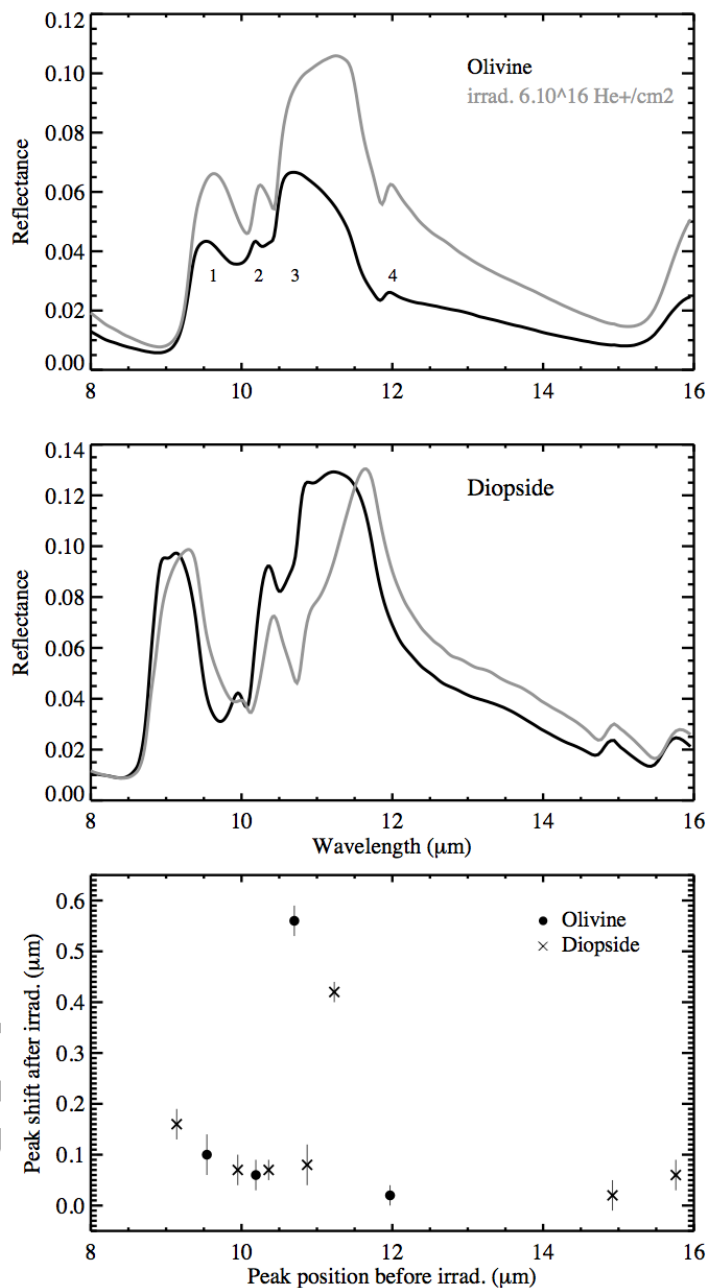 0.12
0.10
0.08
0.06
0.04
0.02
0.00
Reflectance
Olivine
irrad. 6.10^16 He+/cm2
1 2 3 4
8 10 12 14 16
0.14
0.12
0.10
0.08
0.06
0.04
0.02
0.00
Reflectance
Diopside
8 10 12 14 16
Wavelength (μm)
0.6
0.5
0.4
0.3
0.2
0.1
0.0
Peak shift after irrad. (μm)
Olivine
Diopside
8 10 12 14 16
Peak position before irrad. (μm)